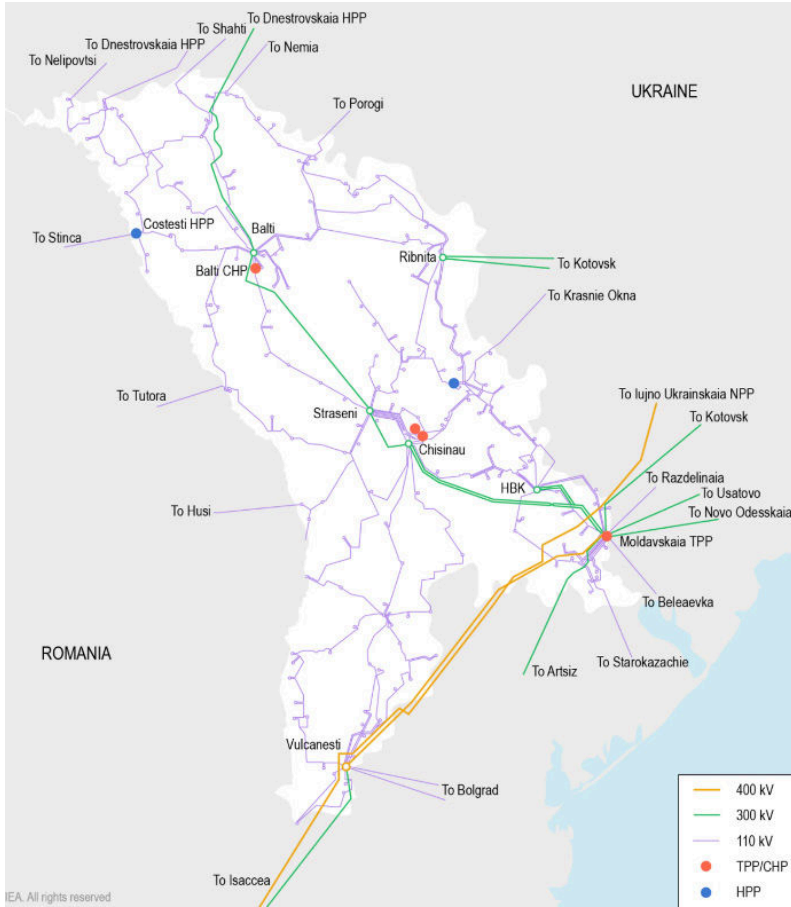 To Dnestrovskaia HPP
To Shahti
To Dnestrovskaia HPP
To Nemia
To Nelipovtsi
UKRAINE
To Porogi
Costesti HPP
Balti
To Stinca
Ribnita
Balti CHP
To Kotovsk
To Krasnie Okna
To Tutora
To Iujno Ukrainskaia NPP
Straseni
To Kotovsk
Chisinau
To Razdelinaia
HBK
To Usatovo
To Husi
To Novo Odesskaia
Moldavskaia TPP
To Beleaevka
ROMANIA
To Starokazachie
To Artsiz
Vulcanesti
To Bolgrad
400 kV
300 kV
110 kV
TPP/CHP
HPP
To Isaccea
IEA. All rights reserved